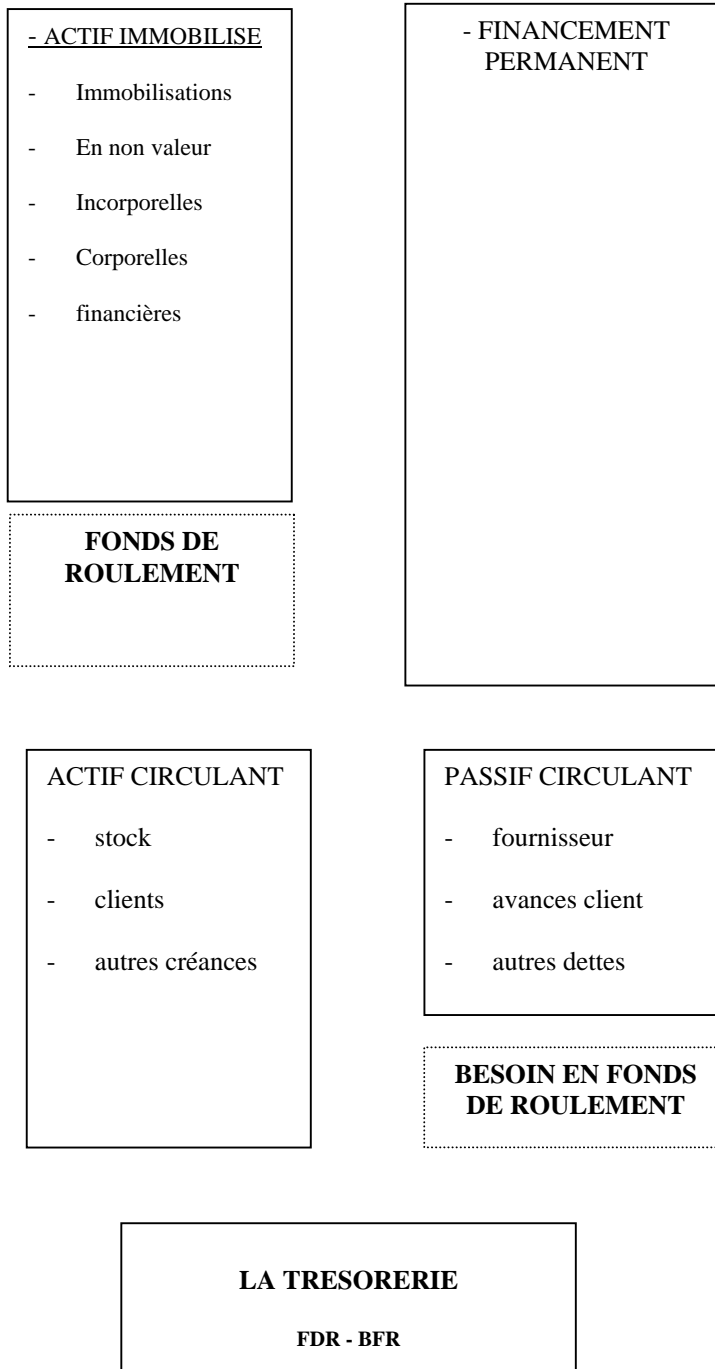 - ACTIF IMMOBILISE
- Immobilisations
- En non valeur
- Incorporelles
- Corporelles
- financières
FONDS DE
ROULEMENT
- FINANCEMENT
PERMANENT
ACTIF CIRCULANT
- stock
- clients
- autres créances
PASSIF CIRCULANT
- fournisseur
- avances client
- autres dettes
BESOIN EN FONDS
DE ROULEMENT
LA TRESORERIE
FDR - BFR